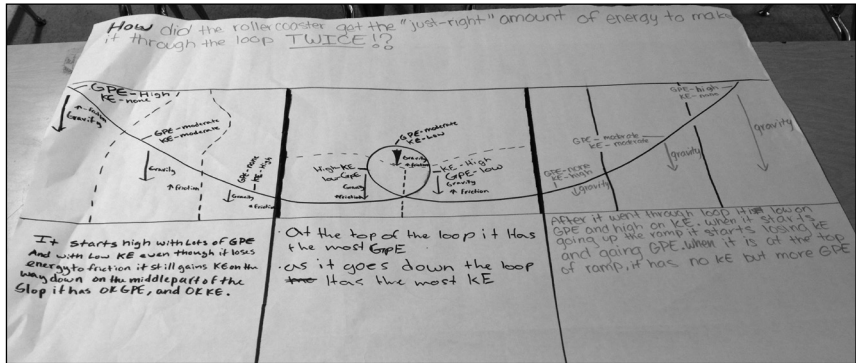 How did the rollercoaster get the "just-right" amount of energy to make
it through the loop TWICE!?
GPE-High
KE-none
↑ friction
Gravity
GPE-moderate
KE-moderate
Gravity
↑ friction
GPE-none
KE-High
Gravity
↑ friction
GPE-moderate
KE-Low
Gravity
↑ friction
High-KE
low-GPE
Gravity
↑ friction
KE-High
GPE-low
Gravity
↑ friction
GPE-none
KE-high
gravity
GPE-moderate
KE-moderate
gravity
GPE-high
KE-none
gravity
It starts high with Lots of GPE
And with Low KE even though it loses
energy to friction it still gains KE on the
way down on the middle part of the
Slop it has OK GPE, and OK KE.
· At the top of the loop it Has
the most GPE
· as it goes down the loop
Has the most KE
After it went through loop it is low on
GPE and high on KE. when it starts
going up the ramp it starts losing KE
and gaing GPE. When it is at the top
of ramp, it has no KE but more GPE